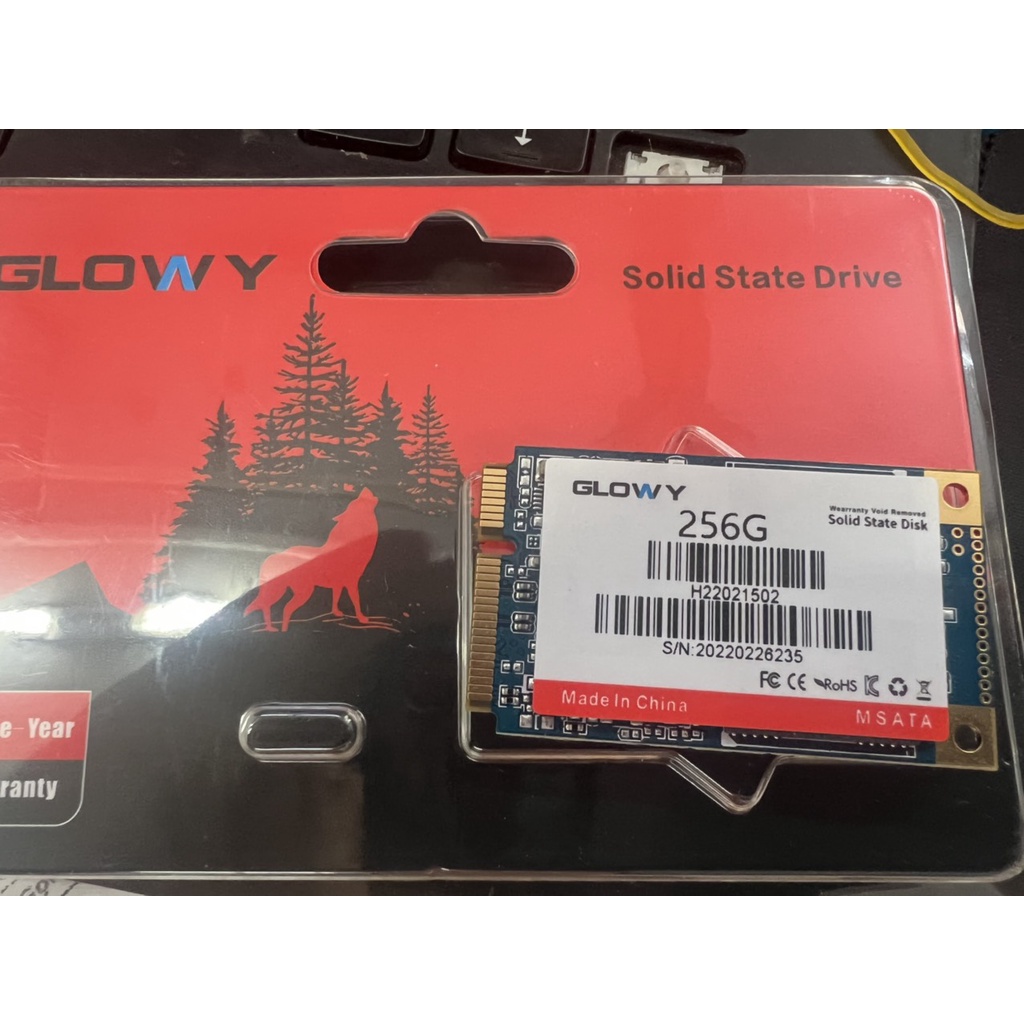 GLOWY
Solid State Drive
GLOWY
256G
Wearranty Void Removed
Solid State Disk
H22021502
S/N:20220226235
FC CE RoHS
Made In China
MSATA
e-Year
ranty